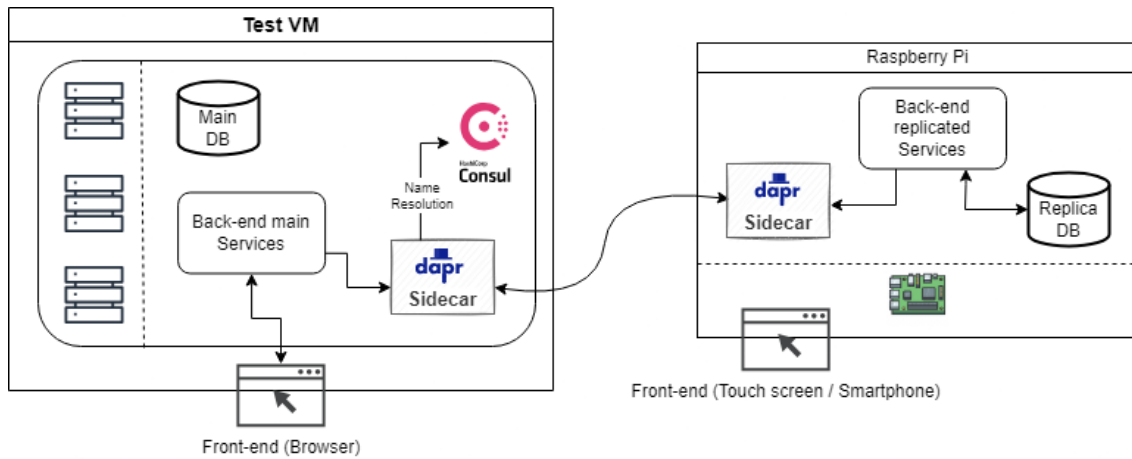 Test VM
Main
DB
HashiCorp
Consul
Name
Resolution
Back-end main
Services
dapr
Sidecar
Front-end (Browser)
Raspberry Pi
Back-end
replicated
Services
dapr
Sidecar
Replica
DB
Front-end (Touch screen / Smartphone)